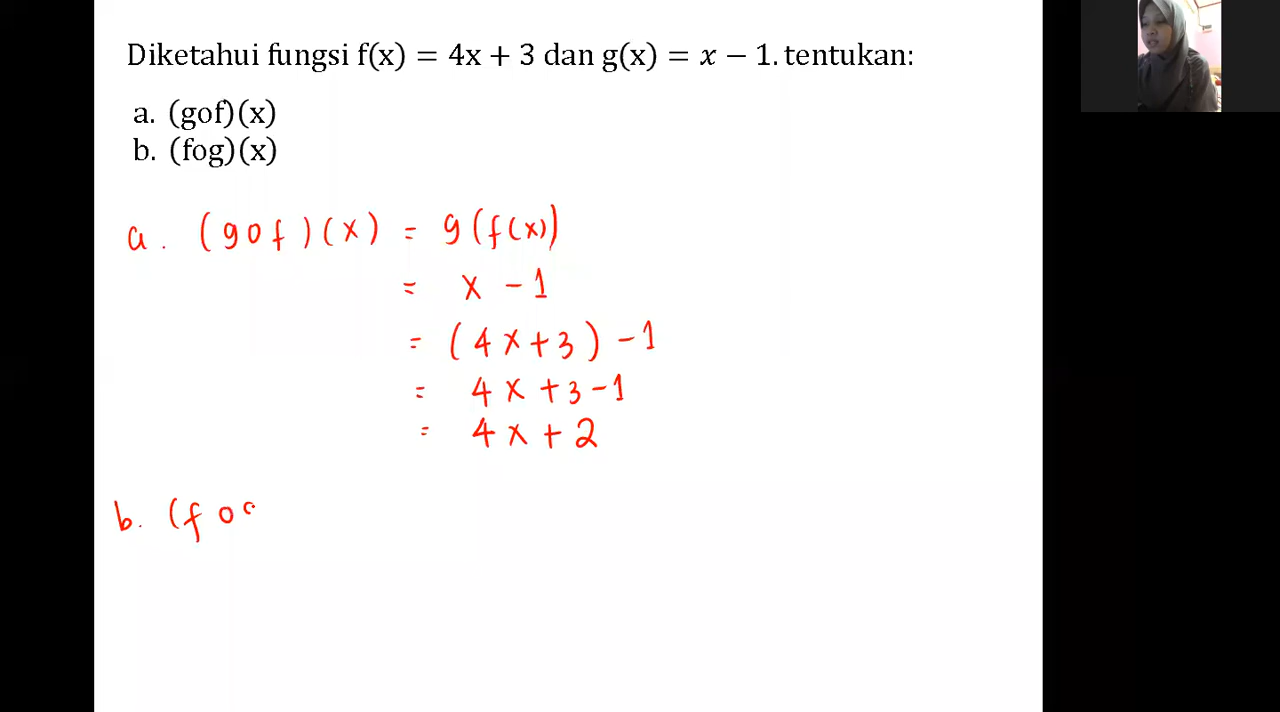 Diketahui fungsi f(x) = 4x + 3 dan g(x) = x − 1. tentukan:
a. (gof)(x)
b. (fog)(x)
a. (gof)(x) = g(f(x))
= x - 1
= (4x+3) - 1
= 4x+3-1
= 4x+2
b. (fo